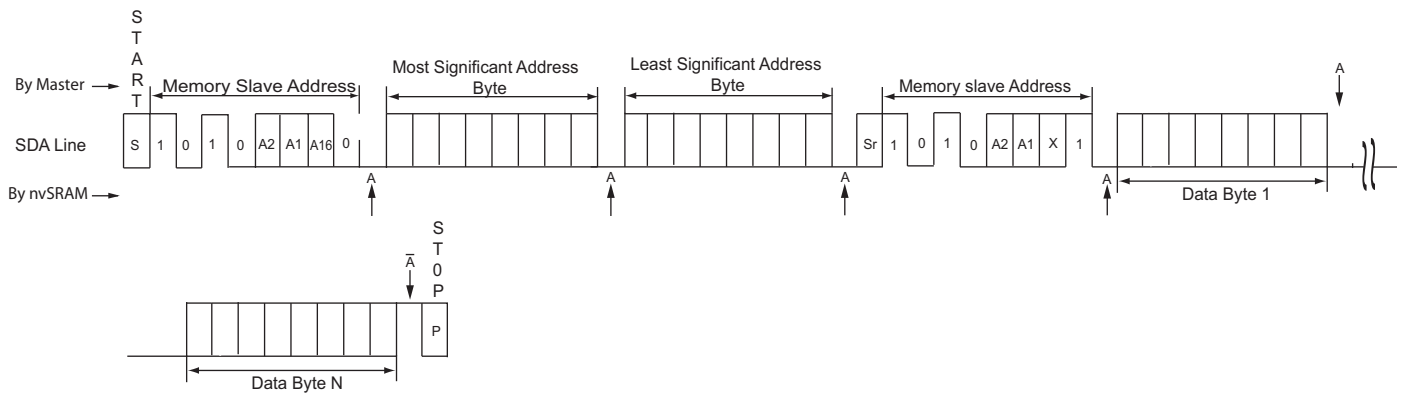 START
By Master
Memory Slave Address
Most Significant Address
Byte
Least Significant Address
Byte
Memory slave Address
A
SDA Line
S 1 0 1 0 A2 A1 A16 0
Sr 1 0 1 0 A2 A1 X 1
By nvSRAM
A
A
A
A
Data Byte 1
ST0P
A̅
P
Data Byte N